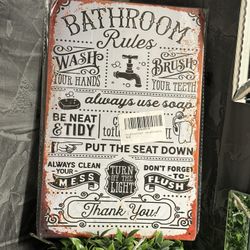 BATHROOM
Rules
WASH
YOUR HANDS
BRUSH
YOUR TEETH
always use soap
BE NEAT
& TIDY
PUT THE SEAT DOWN
ALWAYS CLEAN
YOUR
MESS
TURN
OFF THE
LIGHT
DON'T FORGET
TO
FLUSH
Thank You!